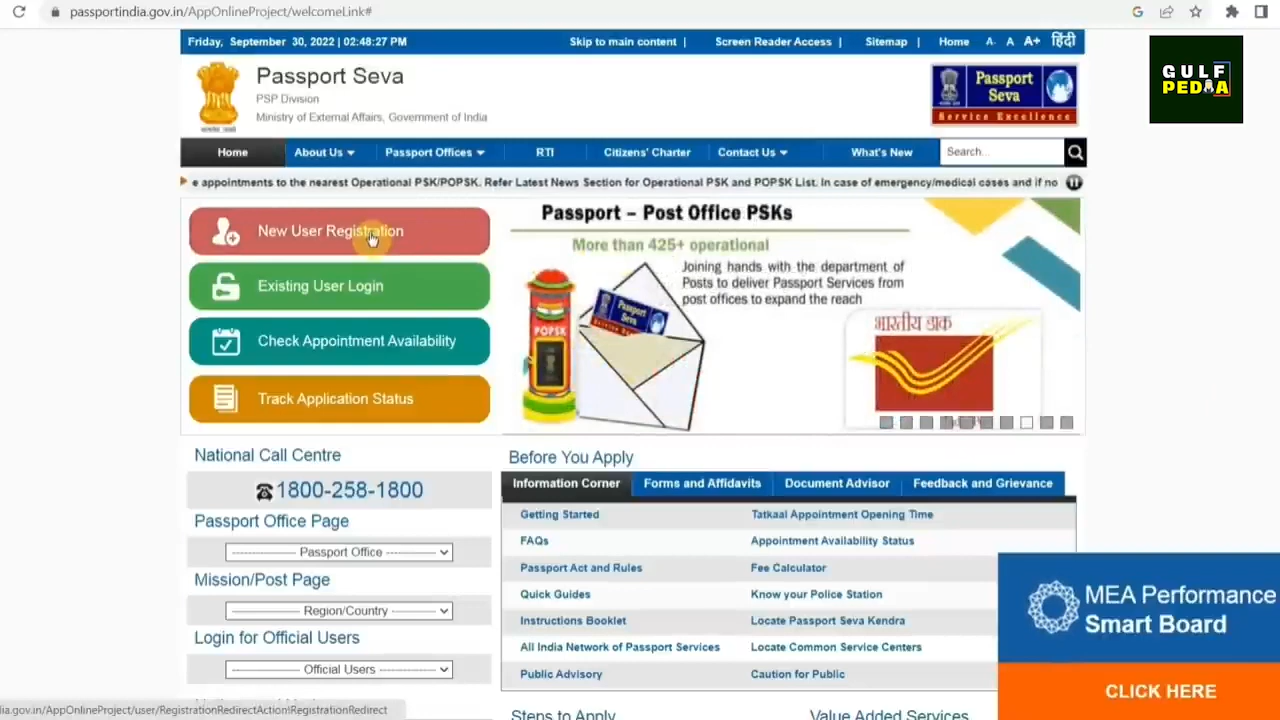 passportindia.gov.in/AppOnlineProject/welcomeLink#
Friday, September 30, 2022 | 02:48:27 PM
Skip to main content |
Screen Reader Access |
Sitemap |
Home
A-
A
A+
हिंदी
GULF
PEDIA
Passport Seva
PSP Division
Ministry of External Affairs, Government of India
Passport
Seva
Service Excellence
Home
About Us
Passport Offices
RTI
Citizens' Charter
Contact Us
What's New
Search...
e appointments to the nearest Operational PSK/POPSK. Refer Latest News Section for Operational PSK and POPSK List. In case of emergency/medical cases and if no
New User Registration
Existing User Login
Check Appointment Availability
Track Application Status
Passport – Post Office PSKs
More than 425+ operational
Joining hands with the department of
Posts to deliver Passport Services from
post offices to expand the reach
POPSK
Passport
Seva
भारतीय डाक
National Call Centre
1800-258-1800
Passport Office Page
Passport Office
Mission/Post Page
Region/Country
Login for Official Users
Official Users
Before You Apply
Information Corner
Forms and Affidavits
Document Advisor
Feedback and Grievance
Getting Started
Tatkaal Appointment Opening Time
FAQs
Appointment Availability Status
Passport Act and Rules
Fee Calculator
Quick Guides
Know your Police Station
Instructions Booklet
Locate Passport Seva Kendra
All India Network of Passport Services
Locate Common Service Centers
Public Advisory
Caution for Public
MEA Performance
Smart Board
CLICK HERE
Steps to Apply
Value Added Services
dia.gov.in/AppOnlineProject/user/RegistrationRedirectAction!RegistrationRedirect